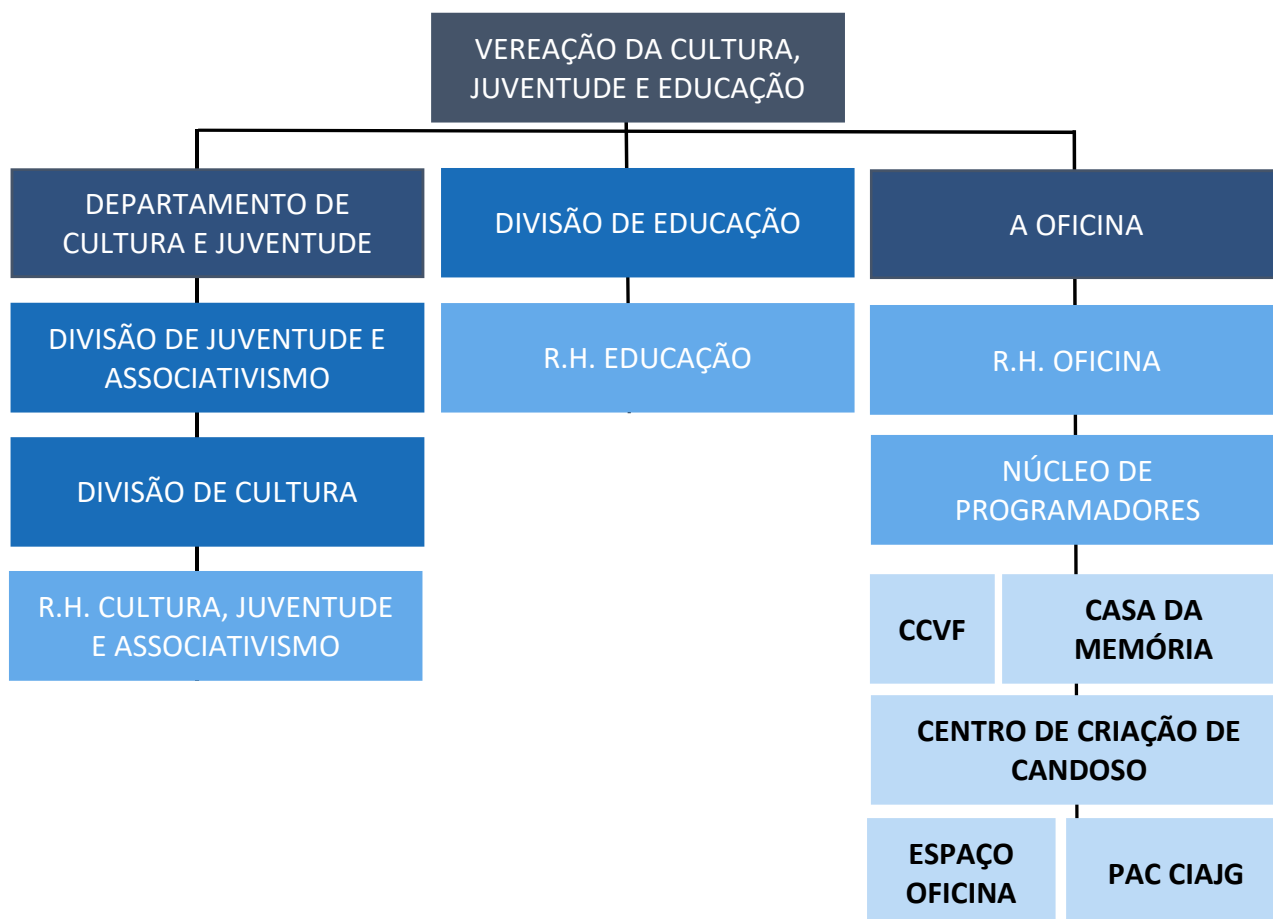 VEREAÇÃO DA CULTURA,
JUVENTUDE E EDUCAÇÃO
DEPARTAMENTO DE
CULTURA E JUVENTUDE
DIVISÃO DE EDUCAÇÃO
A OFICINA
DIVISÃO DE JUVENTUDE E
ASSOCIATIVISMO
R.H. EDUCAÇÃO
R.H. OFICINA
DIVISÃO DE CULTURA
NÚCLEO DE
PROGRAMADORES
R.H. CULTURA, JUVENTUDE
E ASSOCIATIVISMO
CCVF
CASA DA
MEMÓRIA
CENTRO DE CRIAÇÃO DE
CANDOSO
ESPAÇO
OFICINA
PAC CIAJG